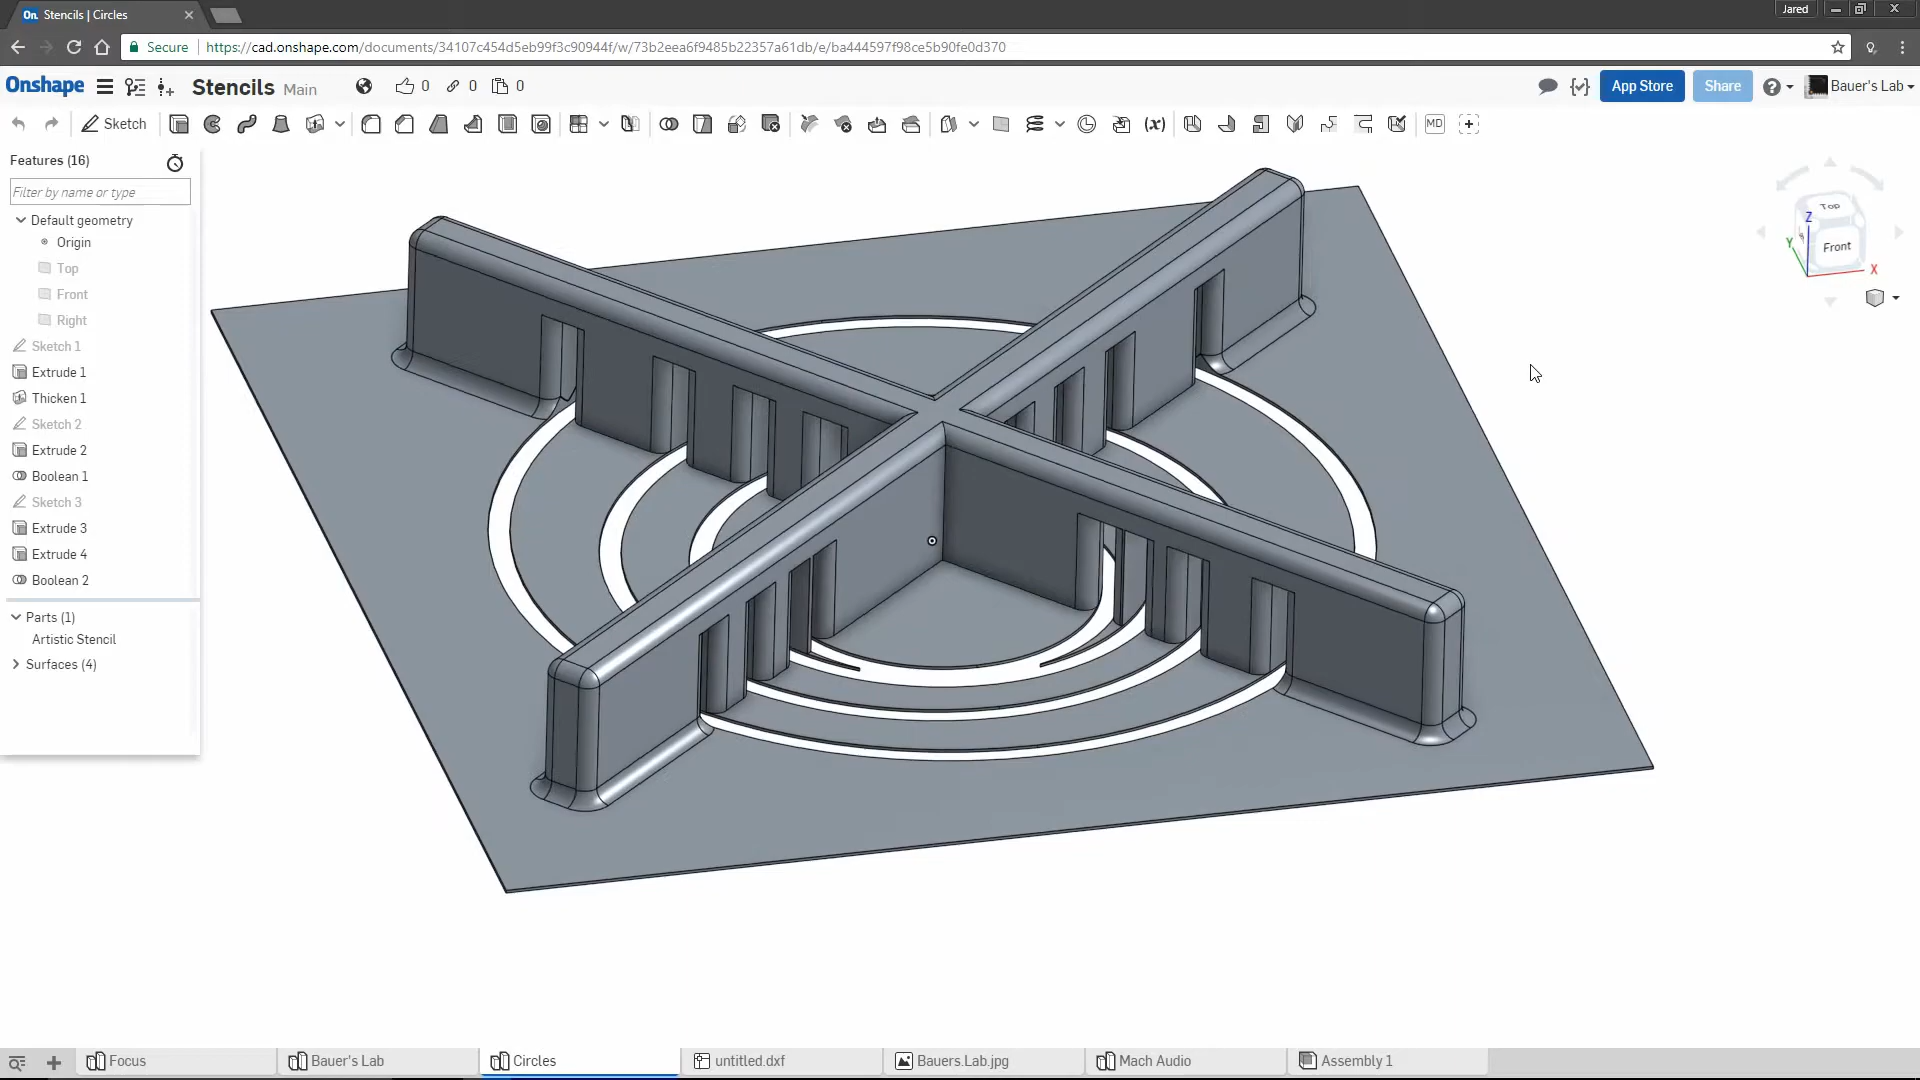 On. Stencils | Circles
Jared
Secure https://cad.onshape.com/documents/34107c454d5eb99f3c90944f/w/73b2eea6f9485b22357a61db/e/ba444597f98ce5b90fe0d370
Onshape Stencils Main 0 0 0 App Store Share Bauer's Lab
Sketch (x) MD
Features (16)
Filter by name or type
Default geometry
Origin
Top
Front
Right
Sketch 1
Extrude 1
Thicken 1
Sketch 2
Extrude 2
Boolean 1
Sketch 3
Extrude 3
Extrude 4
Boolean 2
Parts (1)
Artistic Stencil
Surfaces (4)
Top
Z
Y
Front
X
Focus Bauer's Lab Circles untitled.dxf Bauers.Lab.jpg Mach Audio Assembly 1